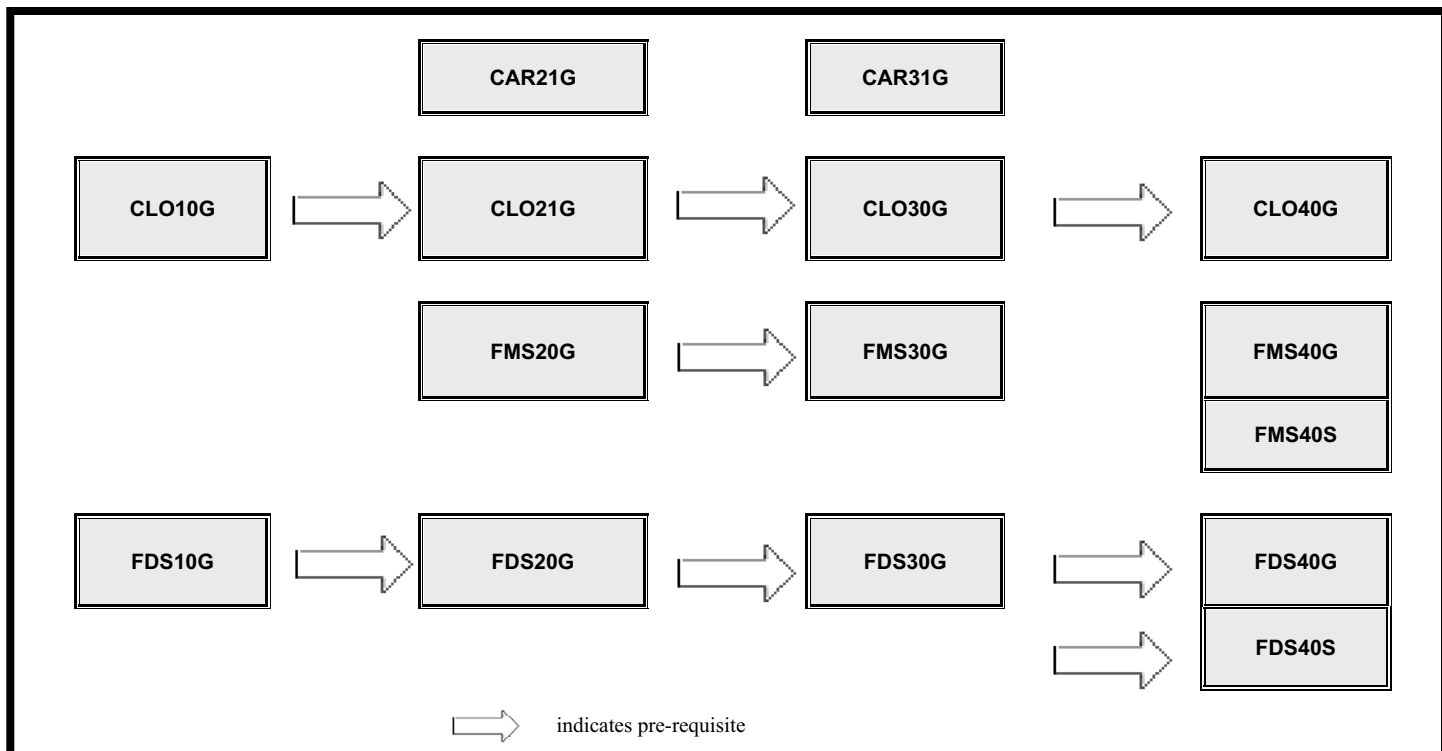 CAR21G CAR31G
CLO10G CLO21G CLO30G CLO40G
FMS20G FMS30G FMS40G
FMS40S
FDS10G FDS20G FDS30G FDS40G
FDS40S
indicates pre-requisite